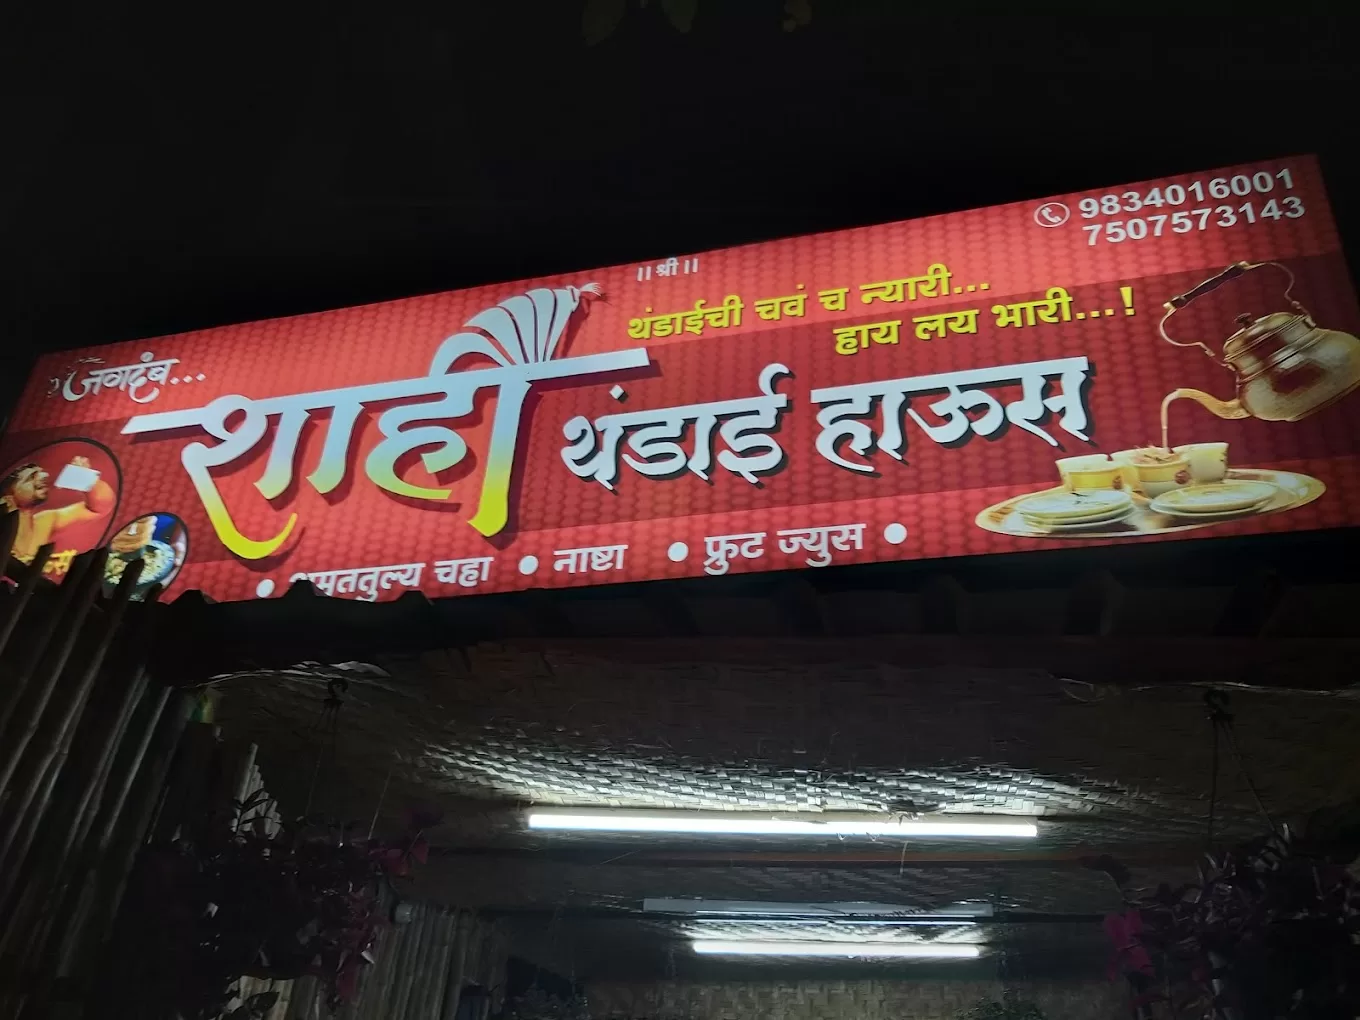 9834016001
7507573143
।।श्री।।
थंडाईची चवं च न्यारी...
हाय लय भारी...!
जगदंब...
शाही थंडाई हाऊस
• चहा • नाष्टा • फ्रुट ज्युस •